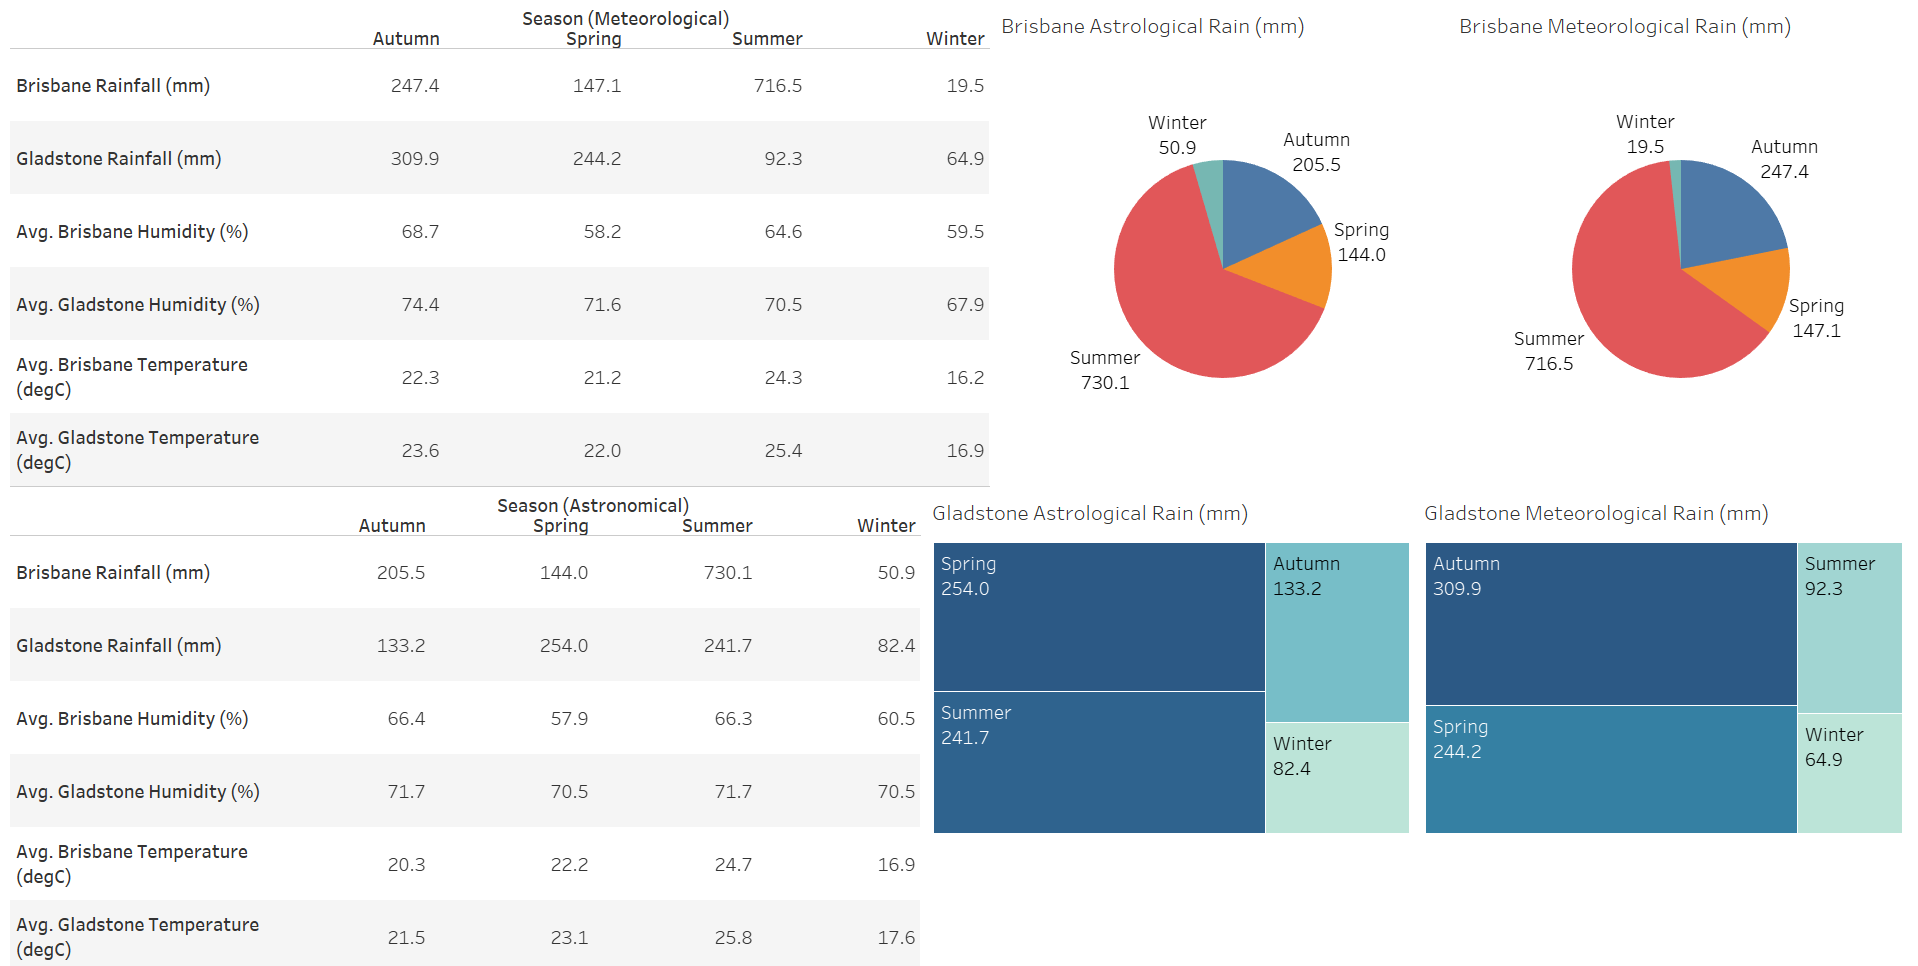 Season (Meteorological)
Autumn Spring Summer Winter
Brisbane Rainfall (mm) 247.4 147.1 716.5 19.5
Gladstone Rainfall (mm) 309.9 244.2 92.3 64.9
Avg. Brisbane Humidity (%) 68.7 58.2 64.6 59.5
Avg. Gladstone Humidity (%) 74.4 71.6 70.5 67.9
Avg. Brisbane Temperature
(degC) 22.3 21.2 24.3 16.2
Avg. Gladstone Temperature
(degC) 23.6 22.0 25.4 16.9
Brisbane Astrological Rain (mm)
Winter
50.9
Autumn
205.5
Spring
144.0
Summer
730.1
Brisbane Meteorological Rain (mm)
Winter
19.5
Autumn
247.4
Spring
147.1
Summer
716.5
Season (Astronomical)
Autumn Spring Summer Winter
Brisbane Rainfall (mm) 205.5 144.0 730.1 50.9
Gladstone Rainfall (mm) 133.2 254.0 241.7 82.4
Avg. Brisbane Humidity (%) 66.4 57.9 66.3 60.5
Avg. Gladstone Humidity (%) 71.7 70.5 71.7 70.5
Avg. Brisbane Temperature
(degC) 20.3 22.2 24.7 16.9
Avg. Gladstone Temperature
(degC) 21.5 23.1 25.8 17.6
Gladstone Astrological Rain (mm)
Spring
254.0
Autumn
133.2
Summer
241.7
Winter
82.4
Gladstone Meteorological Rain (mm)
Autumn
309.9
Summer
92.3
Spring
244.2
Winter
64.9